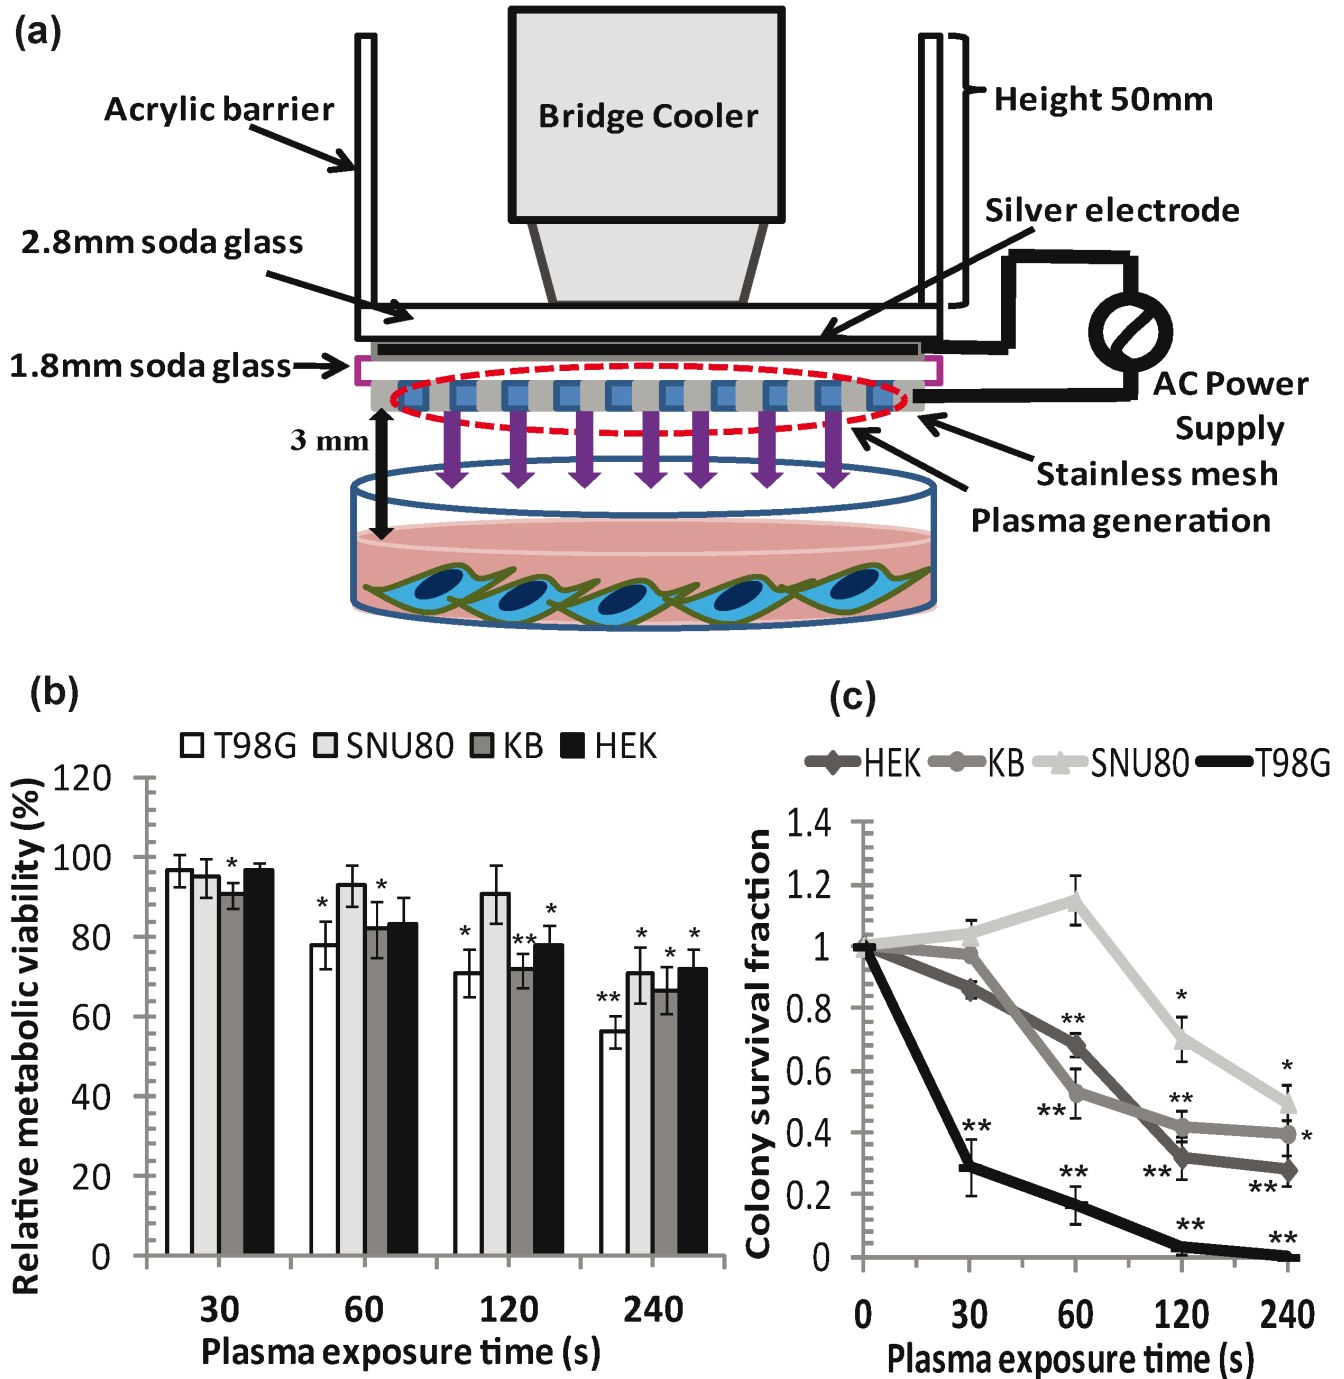 (a)
Acrylic barrier
Bridge Cooler
Height 50mm
Silver electrode
2.8mm soda glass
1.8mm soda glass
AC Power
Supply
3 mm
Stainless mesh
Plasma generation
(b)
T98G SNU80 KB HEK
Relative metabolic viability (%)
120
100
80
60
40
20
0
* * * * * ** * ** * * *
30 60 120 240
Plasma exposure time (s)
(c)
HEK KB SNU80 T98G
Colony survival fraction
1.4
1.2
1
0.8
0.6
0.4
0.2
0
** ** ** ** * ** ** ** * * ** **
0 30 60 120 240
Plasma exposure time (s)